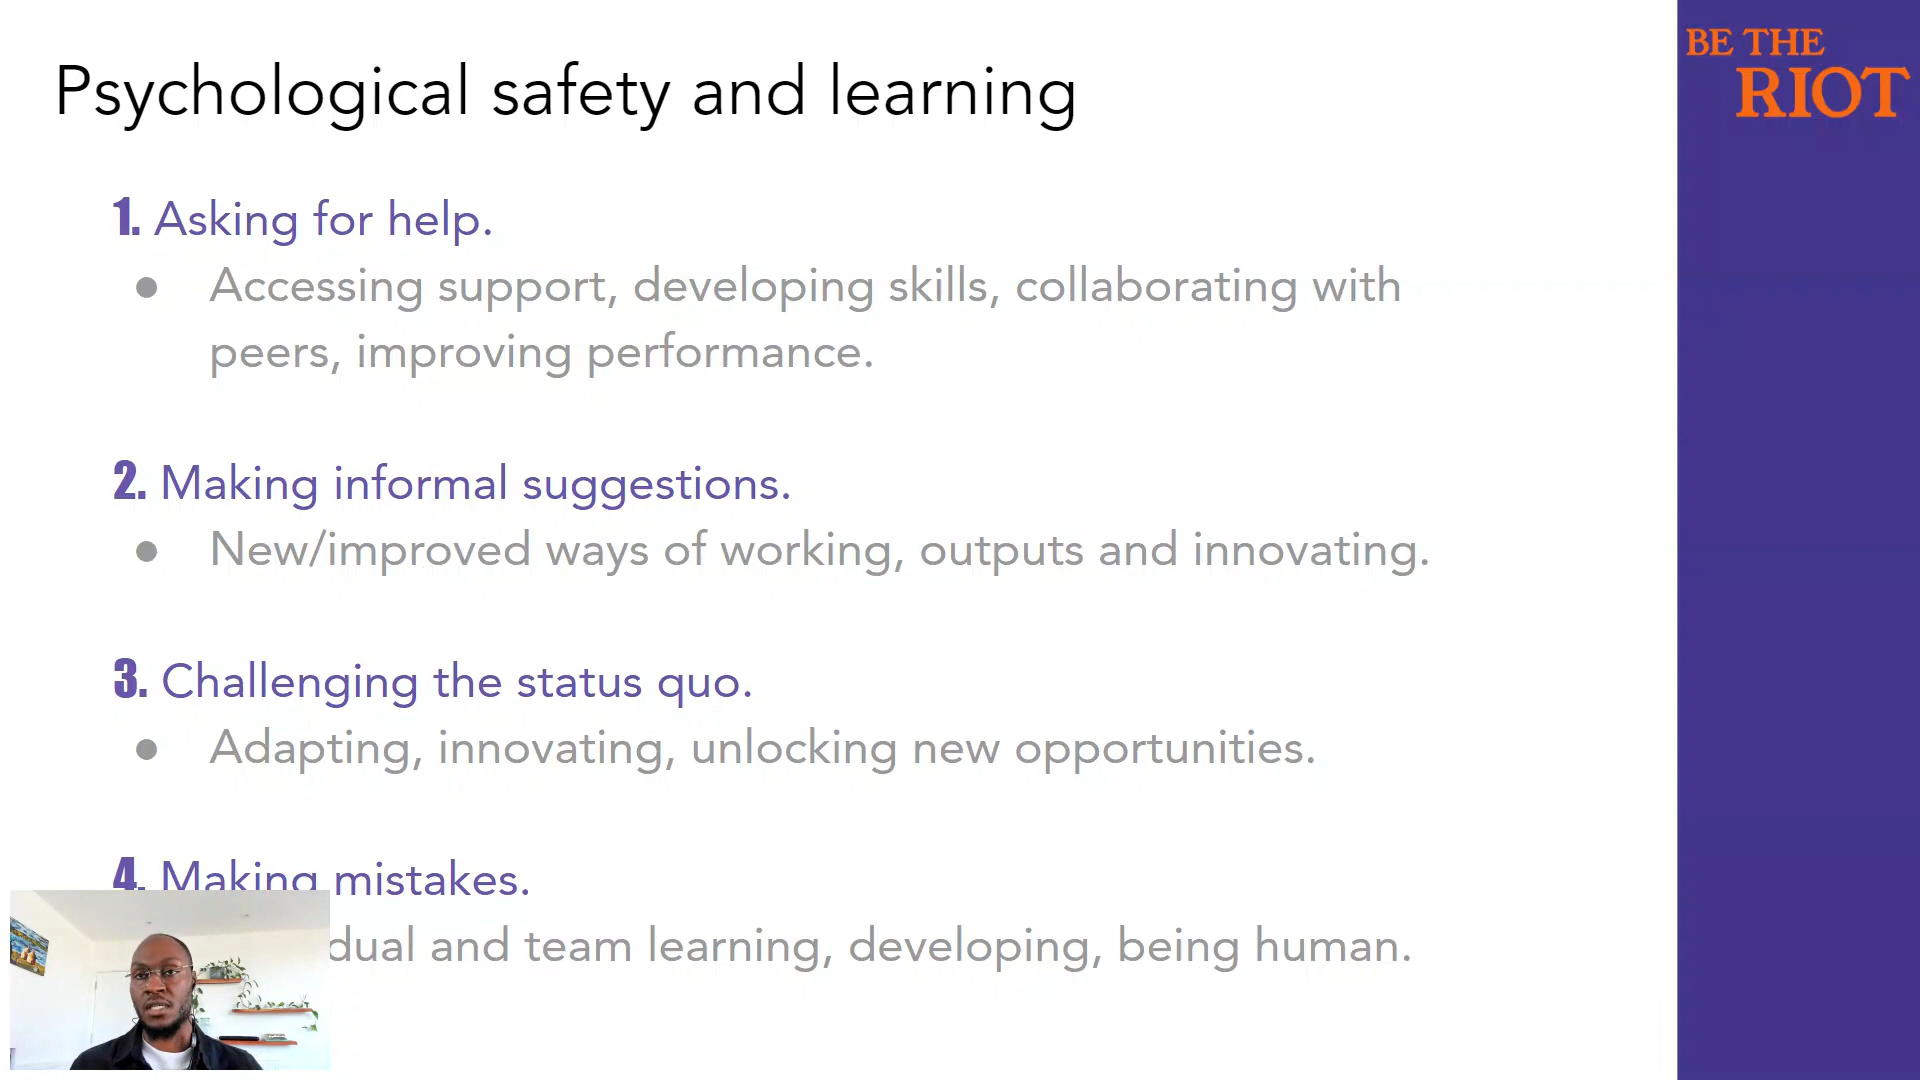 Psychological safety and learning
BE THE
RIOT
1. Asking for help.
● Accessing support, developing skills, collaborating with
peers, improving performance.
2. Making informal suggestions.
● New/improved ways of working, outputs and innovating.
3. Challenging the status quo.
● Adapting, innovating, unlocking new opportunities.
4. Making mistakes.
and team learning, developing, being human.